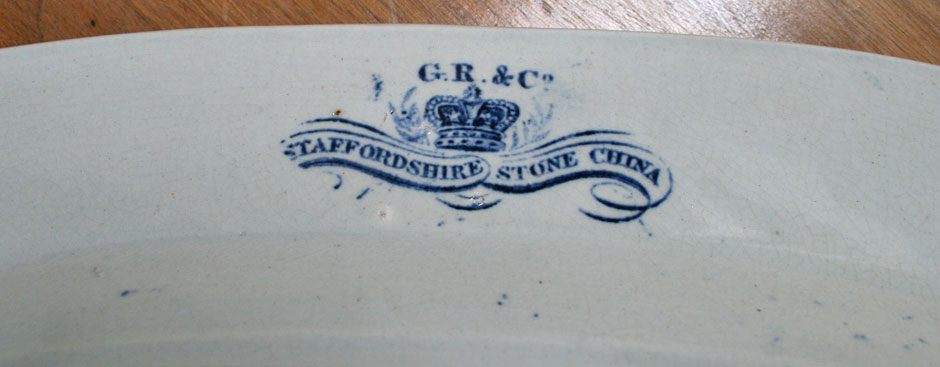 G.R.&Co
STAFFORDSHIRE STONE CHINA